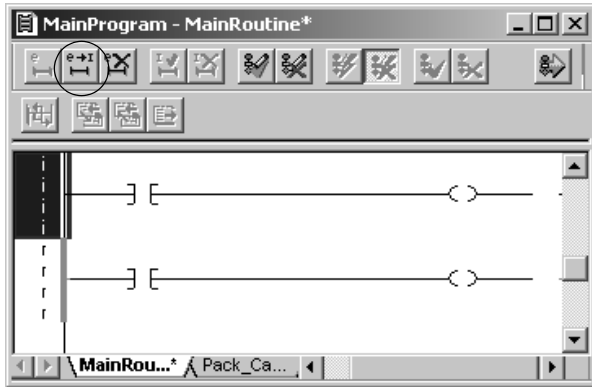 MainProgram - MainRoutine*
e
e→I
e
I
I
i
i
i
i
r
r
r
r
MainRou...*
Pack_Ca...